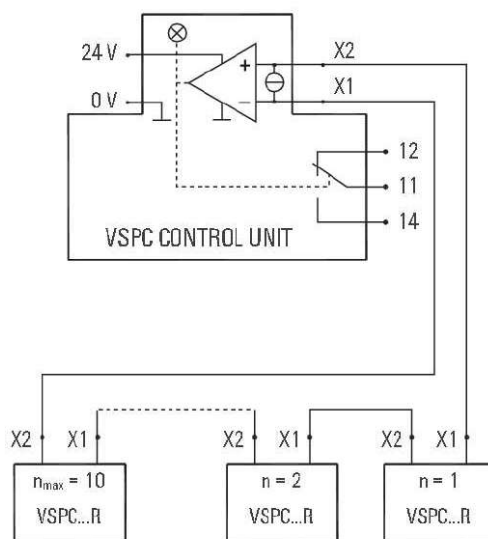 24 V
0 V
+
–
X2
X1
12
11
14
VSPC CONTROL UNIT
X2 X1 X2 X1 X2 X1
nmax = 10 n = 2 n = 1
VSPC...R VSPC...R VSPC...R